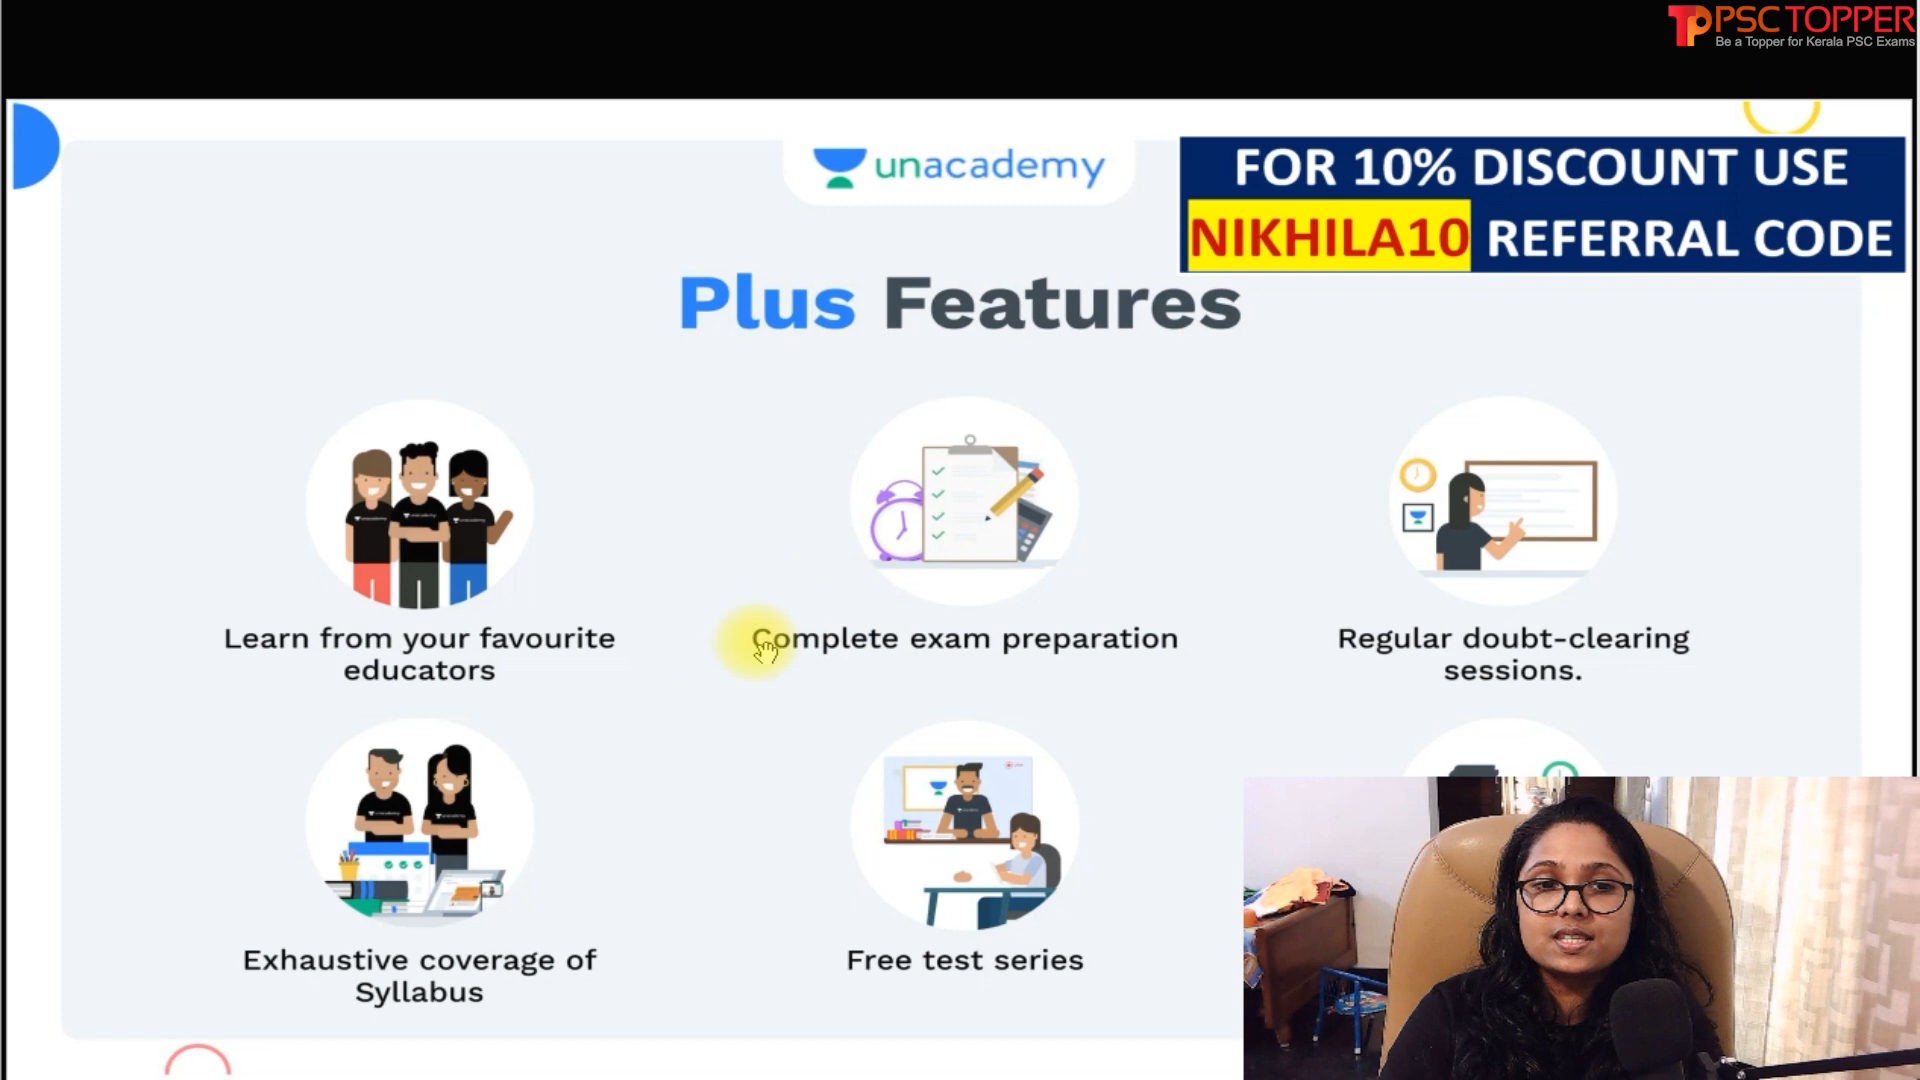 PSC TOPPER
Be a Topper for Kerala PSC Exams
unacademy
FOR 10% DISCOUNT USE
NIKHILA10 REFERRAL CODE
Plus Features
Learn from your favourite
educators
Complete exam preparation
Regular doubt-clearing
sessions.
Exhaustive coverage of
Syllabus
Free test series